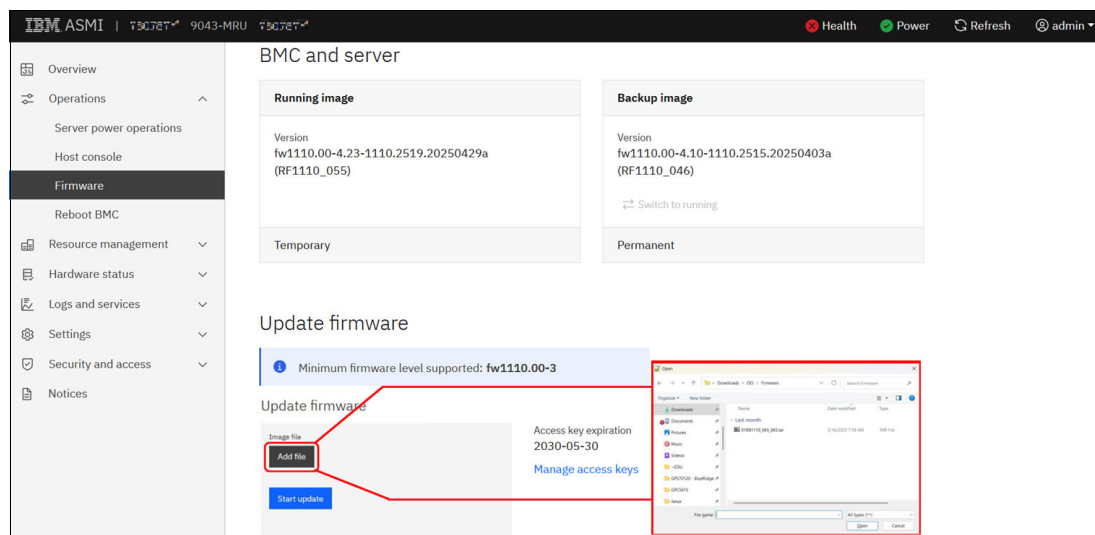 IBM ASMI | 9043-MRU
Health
Power
Refresh
admin
Overview
Operations
Server power operations
Host console
Firmware
Reboot BMC
Resource management
Hardware status
Logs and services
Settings
Security and access
Notices
BMC and server
Running image
Version
fw1110.00-4.23-1110.2519.20250429a
(RF1110_055)
Temporary
Backup image
Version
fw1110.00-4.10-1110.2515.20250403a
(RF1110_046)
Switch to running
Permanent
Update firmware
Minimum firmware level supported: fw1110.00-3
Update firmware
Image file
Add file
Start update
Access key expiration
2030-05-30
Manage access keys
Open
Downloads › ISO › Firmware
Search Firmware
Organize
New folder
Downloads
Documents
Pictures
Music
Videos
Name
Date modified
Type
Last month
File name:
All types (*.*)
Open
Cancel